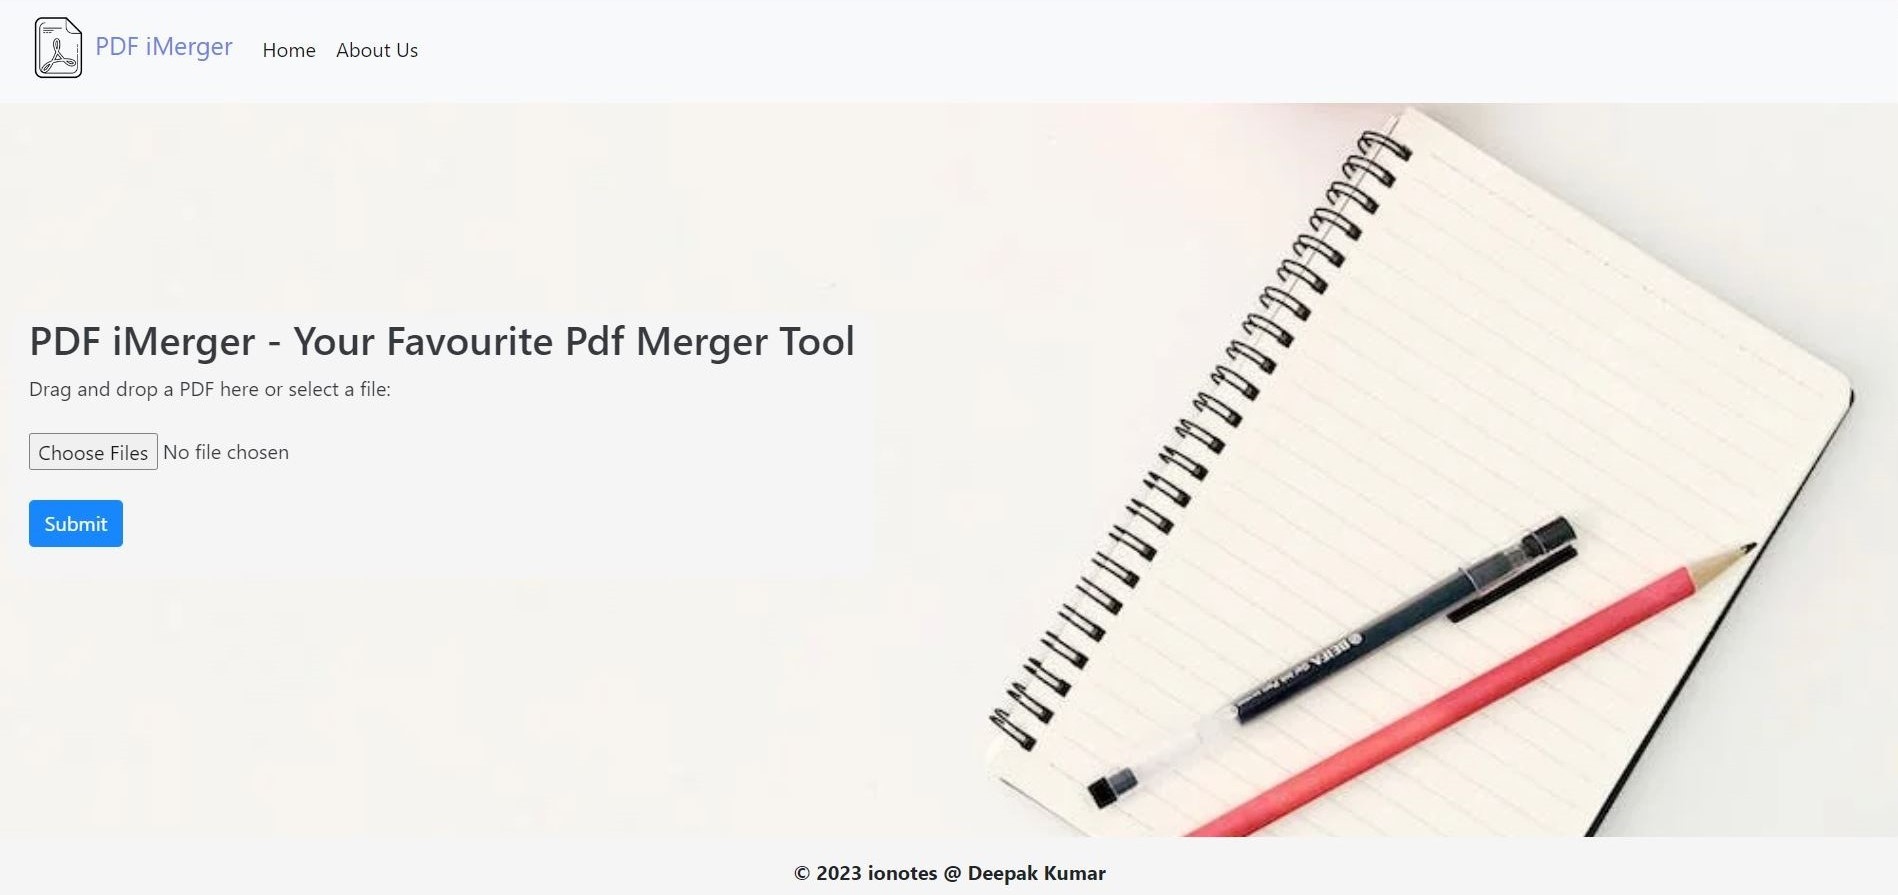 PDF iMerger Home About Us
PDF iMerger - Your Favourite Pdf Merger Tool
Drag and drop a PDF here or select a file:
Choose Files No file chosen
Submit
© 2023 ionotes @ Deepak Kumar